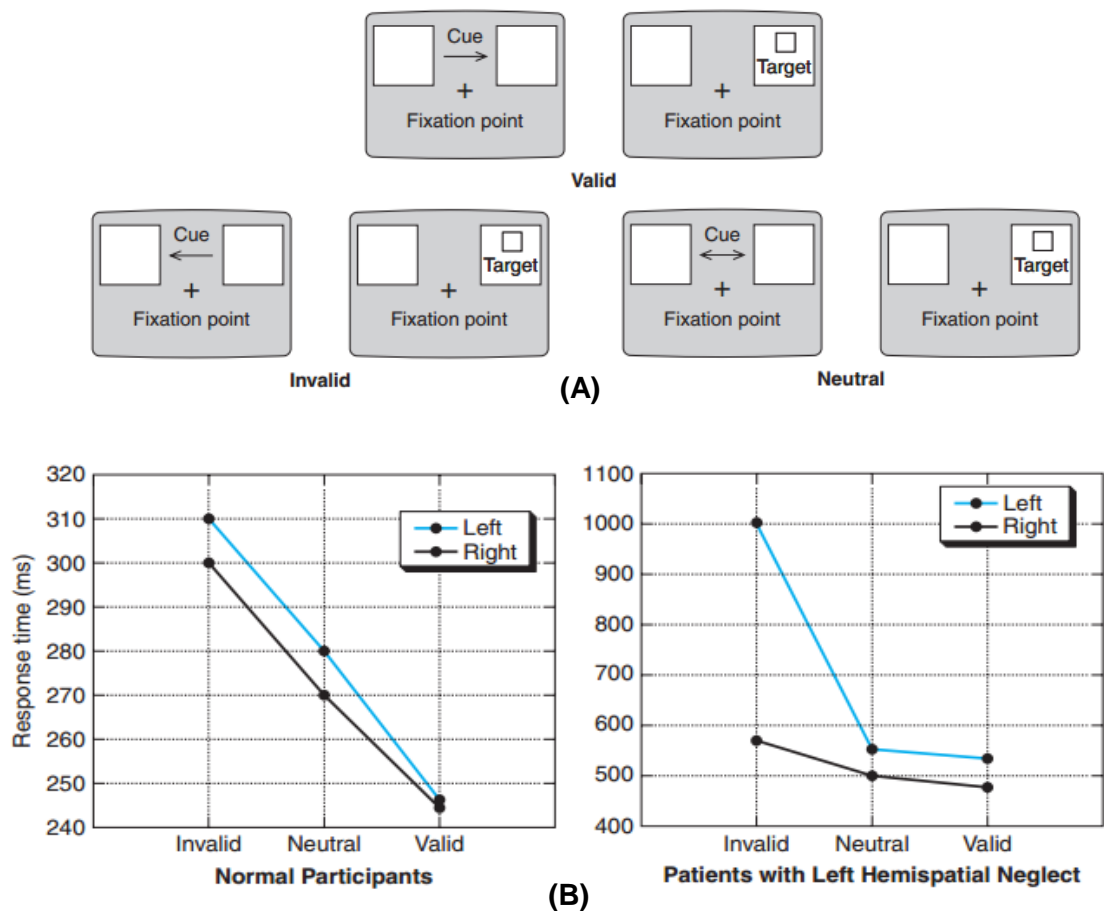 Cue
+
Fixation point
Target
+
Fixation point
Valid
Cue
+
Fixation point
Target
+
Fixation point
Invalid
Cue
+
Fixation point
Target
+
Fixation point
Neutral
(A)
Response time (ms)
320
310
300
290
280
270
260
250
240
Left
Right
Invalid Neutral Valid
Normal Participants
1100
1000
900
800
700
600
500
400
Left
Right
Invalid Neutral Valid
Patients with Left Hemispatial Neglect
(B)